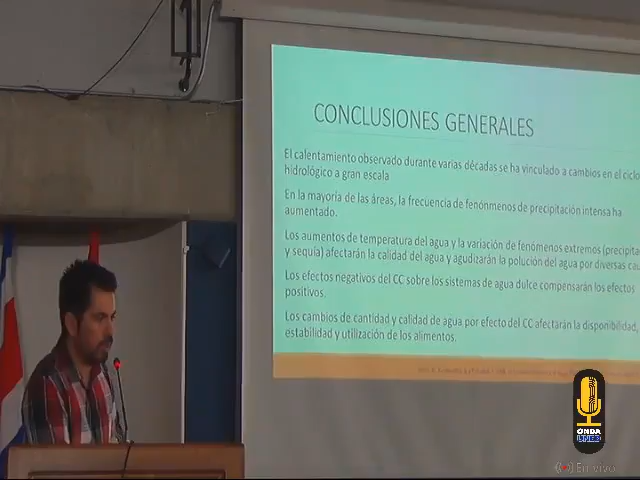 CONCLUSIONES GENERALES
El calentamiento observado durante varias décadas se ha vinculado a cambios en el ciclo
hidrológico a gran escala
En la mayoría de las áreas, la frecuencia de fenónmenos de precipitación intensa ha
aumentado.
Los aumentos de temperatura del agua y la variación de fenómenos extremos (precipita
y sequía) afectarán la calidad del agua y agudizarán la polución del agua por diversas cau
Los efectos negativos del CC sobre los sistemas de agua dulce compensarán los efectos
positivos.
Los cambios de cantidad y calidad de agua por efecto del CC afectarán la disponibilidad,
estabilidad y utilización de los alimentos.
ONDA
UNED
En vivo